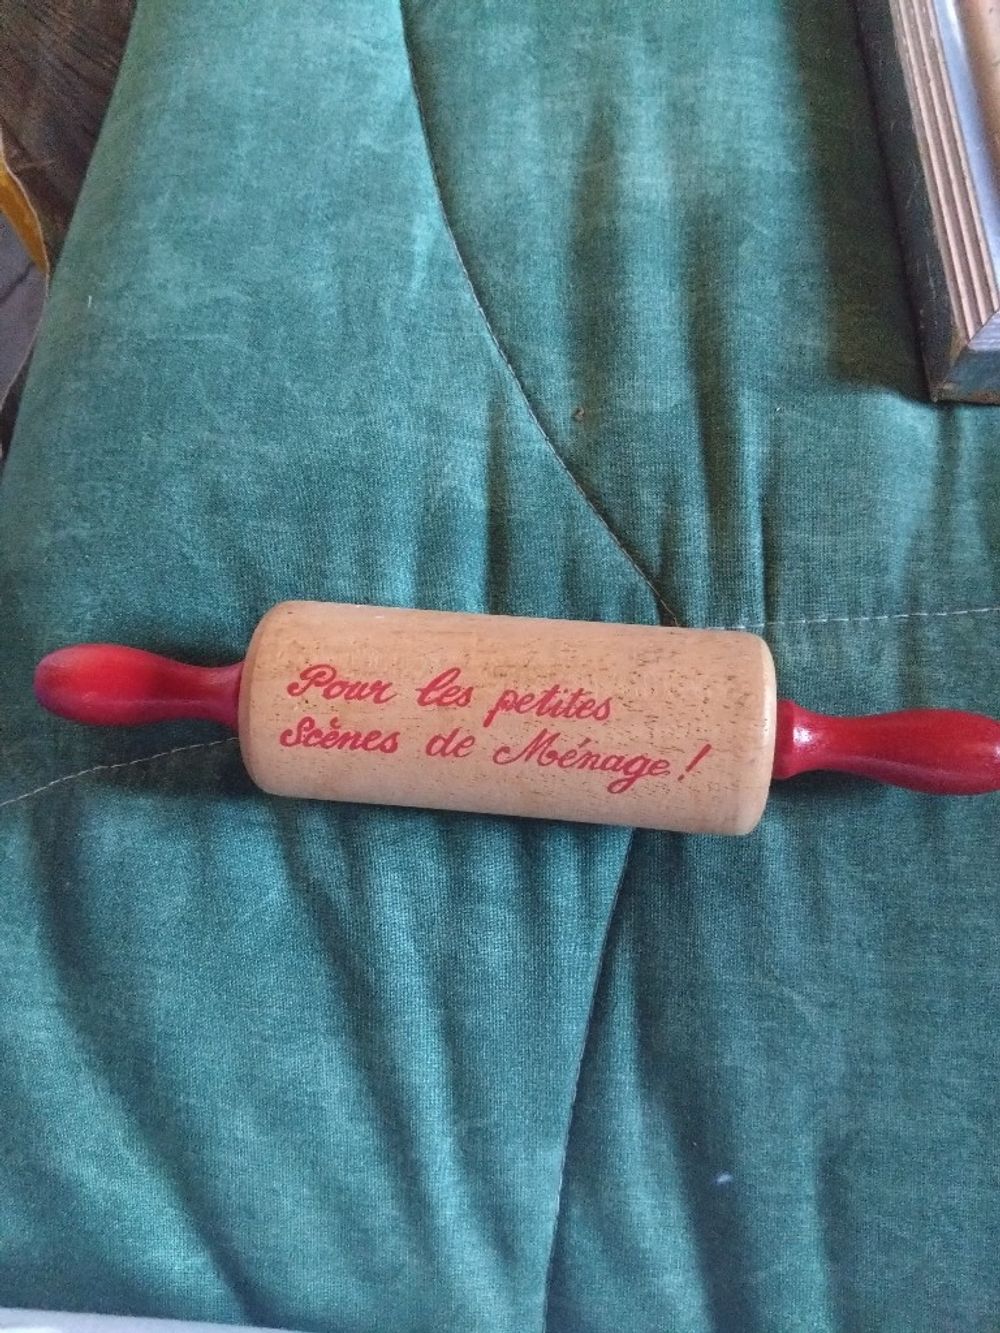 Pour les petites
Scènes de Ménage !